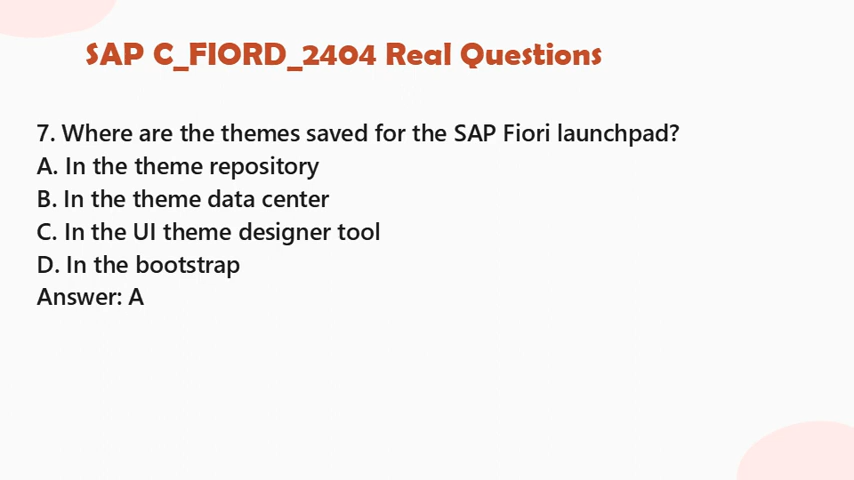 SAP C_FIORD_2404 Real Questions
7. Where are the themes saved for the SAP Fiori launchpad?
A. In the theme repository
B. In the theme data center
C. In the UI theme designer tool
D. In the bootstrap
Answer: A